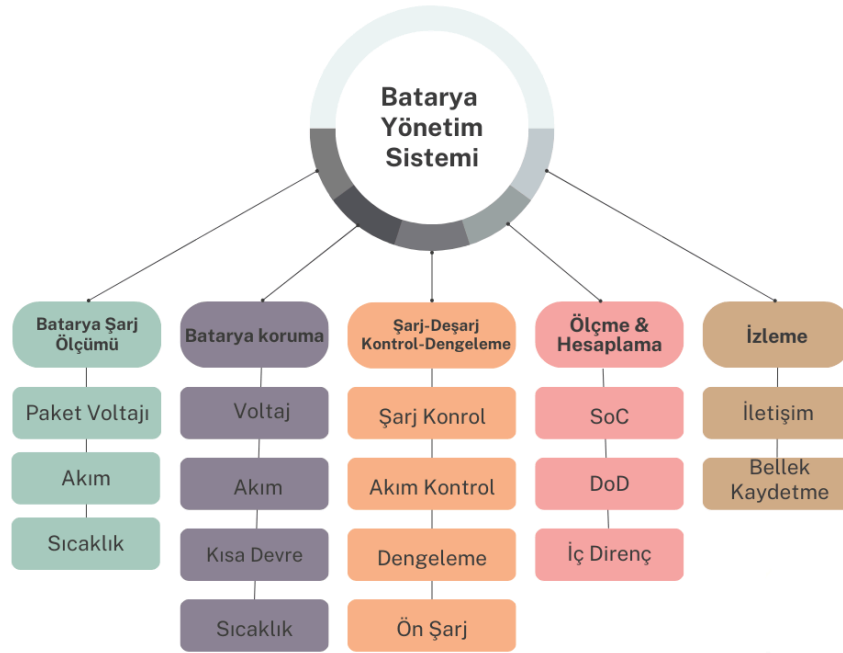 Batarya
Yönetim
Sistemi
Batarya Şarj
Ölçümü
Paket Voltajı
Akım
Sıcaklık
Batarya koruma
Voltaj
Akım
Kısa Devre
Sıcaklık
Şarj-Deşarj
Kontrol-Dengeleme
Şarj Konrol
Akım Kontrol
Dengeleme
Ön Şarj
Ölçme &
Hesaplama
SoC
DoD
İç Direnç
İzleme
İletişim
Bellek
Kaydetme